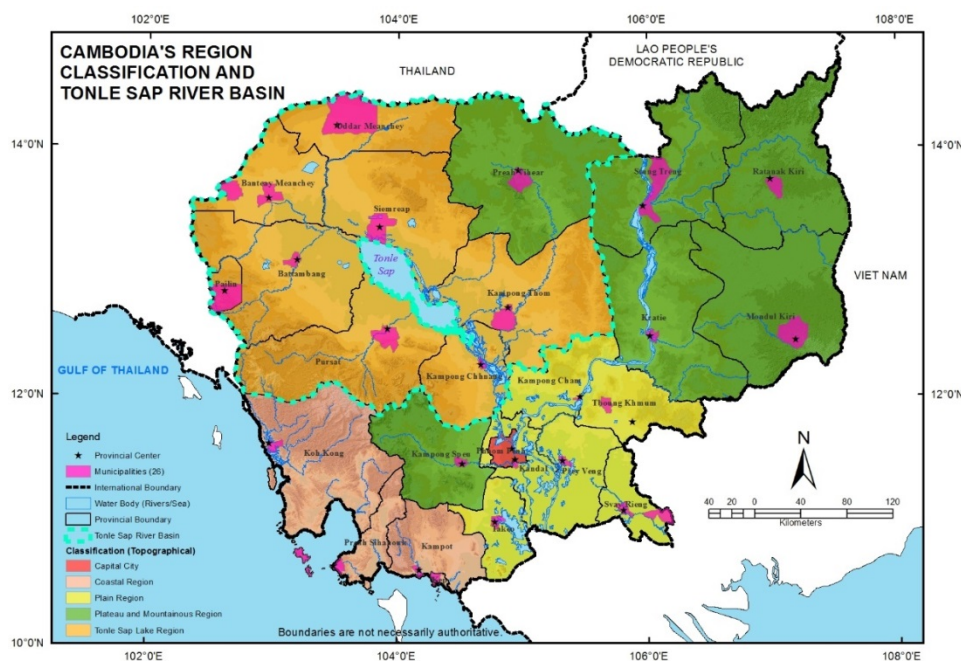 102°0'E
104°0'E
106°0'E
108°0'E
CAMBODIA'S REGION
CLASSIFICATION AND
TONLE SAP RIVER BASIN
THAILAND
LAO PEOPLE'S
DEMOCRATIC REPUBLIC
14°0'N
14°0'N
Oddar Meanchey
Preah Vihear
Stung Treng
Ratanak Kiri
Banteay Meanchey
Siemreap
Tonle
Sap
VIET NAM
Battambang
Pailin
Kampong Thom
Kratie
Mondul Kiri
Pursat
Kampong Chhnang
GULF OF THAILAND
12°0'N
12°0'N
Kampong Cham
Tboung Khmum
Koh Kong
Kampong Speu
Phnom Penh
Kandal
Prey Veng
Svay Rieng
Takeo
Preah Sihanouk
Kampot
Legend
Provincial Center
Municipalities (26)
International Boundary
Water Body (Rivers/Sea)
Provincial Boundary
Tonle Sap River Basin
Classification (Topographical)
Capital City
Coastal Region
Plain Region
Plateau and Mountainous Region
Tonle Sap Lake Region
N
40 20 0 40 80 120
Kilometers
Boundaries are not necessarily authoritative.
10°0'N
10°0'N
102°0'E
104°0'E
106°0'E
108°0'E